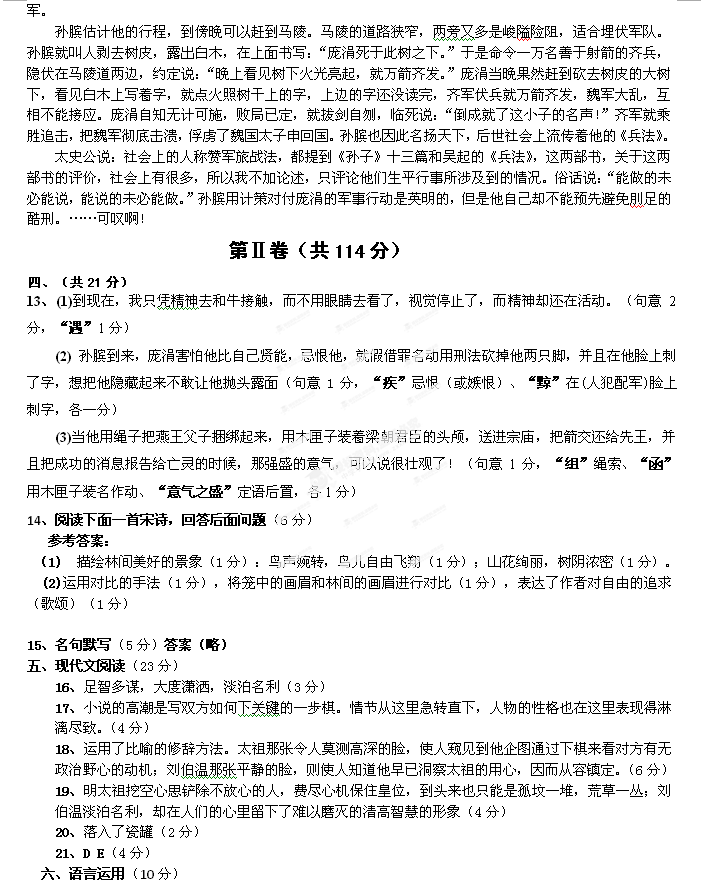 军。
孙膑估计他的行程，到傍晚可以赶到马陵。马陵的道路狭窄，两旁又多是峻隘险阻，适合埋伏军队。
孙膑就叫人剥去树皮，露出白木，在上面书写：“庞涓死于此树之下。”于是命令一万名善于射箭的齐兵，
隐伏在马陵道两边，约定说：“晚上看见树下火光亮起，就万箭齐发。”庞涓当晚果然赶到砍去树皮的大树
下，看见白木上写着字，就点火照树干上的字，上边的字还没读完，齐军伏兵就万箭齐发，魏军大乱，互
相不能接应。庞涓自知无计可施，败局已定，就拔剑自刎，临死说：“倒成就了这小子的名声！”齐军就乘
胜追击，把魏军彻底击溃，俘虏了魏国太子申回国。孙膑也因此名扬天下，后世社会上流传着他的《兵法》。
太史公说：社会上的人称赞军旅战法，都提到《孙子》十三篇和吴起的《兵法》，这两部书，关于这两
部书的评价，社会上有很多，所以我不加论述，只评论他们生平行事所涉及到的情况。俗话说：“能做的未
必能说，能说的未必能做。”孙膑用计策对付庞涓的军事行动是英明的，但是他自己却不能预先避免刖足的
酷刑。……可叹啊！
第Ⅱ卷（共 114 分）
四、（共 21 分）
13、(1)到现在，我只凭精神去和牛接触，而不用眼睛去看了，视觉停止了，而精神却还在活动。（句意 2
分，“遇”1 分）
(2) 孙膑到来，庞涓害怕他比自己贤能，忌恨他，就假借罪名动用刑法砍掉他两只脚，并且在他脸上刺
了字，想把他隐藏起来不敢让他抛头露面（句意 1 分，“疾”忌恨（或嫉恨）、“黥”在(人犯配军)脸上
刺字，各一分）
(3)当他用绳子把燕王父子捆绑起来，用木匣子装着梁朝君臣的头颅，送进宗庙，把箭交还给先王，并
且把成功的消息报告给亡灵的时候，那强盛的意气，可以说很壮观了！（句意 1 分，“组”绳索、“函”
用木匣子装名作动、“意气之盛”定语后置，各 1 分）
14、阅读下面一首宋诗，回答后面问题（6 分）
参考答案：
（1） 描绘林间美好的景象（1 分）：鸟声婉转，鸟儿自由飞翔（1 分）；山花绚丽，树阴浓密（1 分）。
（2）运用对比的手法（1 分），将笼中的画眉和林间的画眉进行对比（1 分），表达了作者对自由的追求
（歌颂）（1 分）
15、名句默写（5 分）答案（略）
五、现代文阅读（23 分）
16、足智多谋，大度潇洒，淡泊名利（3 分）
17、小说的高潮是写双方如何下关键的一步棋。情节从这里急转直下，人物的性格也在这里表现得淋
漓尽致。（4 分）
18、运用了比喻的修辞方法。太祖那张令人莫测高深的脸，使人窥见到他企图通过下棋来看对方有无
政治野心的动机；刘伯温那张平静的脸，则使人知道他早已洞察太祖的用心，因而从容镇定。（6 分）
19、明太祖挖空心思铲除不放心的人，费尽心机保住皇位，到头来也只能是孤坟一堆，荒草一丛；刘
伯温淡泊名利，却在人们的心里留下了难以磨灭的清高智慧的形象（4 分）
20、落入了瓷罐（2 分）
21、D E（4 分）
六、语言运用（10 分）